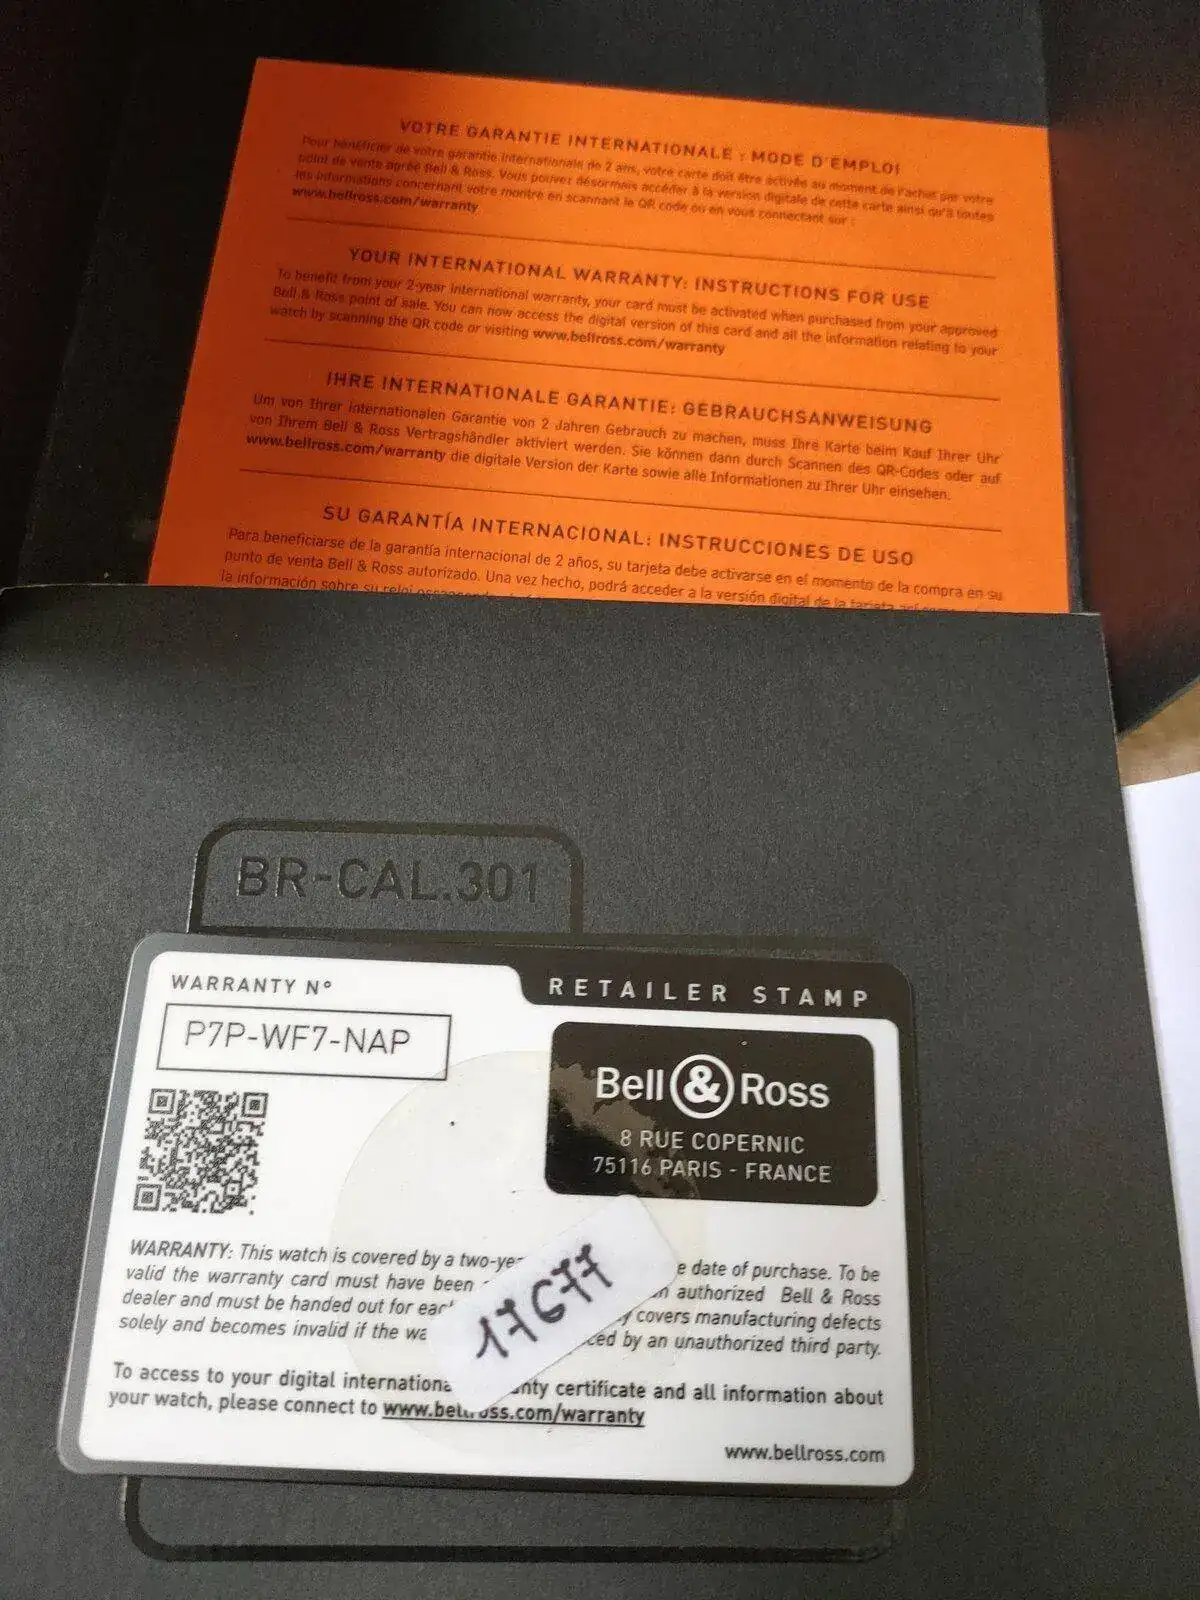 VOTRE GARANTIE INTERNATIONALE : MODE D'EMPLOI
Pour bénéficier de votre garantie internationale de 2 ans, votre carte doit être activée au moment de l'achat par votre
point de vente agréé Bell & Ross. Vous pouvez désormais accéder à la version digitale de cette carte ainsi qu'à toutes
les informations concernant votre montre en scannant le QR code ou en vous connectant sur :
www.bellross.com/warranty
YOUR INTERNATIONAL WARRANTY: INSTRUCTIONS FOR USE
To benefit from your 2-year international warranty, your card must be activated when purchased from your approved
Bell & Ross point of sale. You can now access the digital version of this card and all the information relating to your
watch by scanning the QR code or visiting www.bellross.com/warranty
IHRE INTERNATIONALE GARANTIE: GEBRAUCHSANWEISUNG
Um von Ihrer internationalen Garantie von 2 Jahren Gebrauch zu machen, muss Ihre Karte beim Kauf Ihrer Uhr
von Ihrem Bell & Ross Vertragshändler aktiviert werden. Sie können dann durch Scannen des QR-Codes oder auf
www.bellross.com/warranty die digitale Version der Karte sowie alle Informationen zu Ihrer Uhr einsehen.
SU GARANTÍA INTERNACIONAL: INSTRUCCIONES DE USO
Para beneficiarse de la garantía internacional de 2 años, su tarjeta debe activarse en el momento de la compra en su
punto de venta Bell & Ross autorizado. Una vez hecho, podrá acceder a la versión digital de la tarjeta así
la información sobre su reloj
BR-CAL.301
WARRANTY N°
RETAILER STAMP
P7P-WF7-NAP
Bell & Ross
8 RUE COPERNIC
75116 PARIS - FRANCE
WARRANTY: This watch is covered by a two-ye e date of purchase. To be
valid the warranty card must have been authorized Bell & Ross
dealer and must be handed out for eac y covers manufacturing defects
solely and becomes invalid if the wa ced by an unauthorized third party.
17677
To access to your digital internationa nty certificate and all information about
your watch, please connect to www.bellross.com/warranty
www.bellross.com